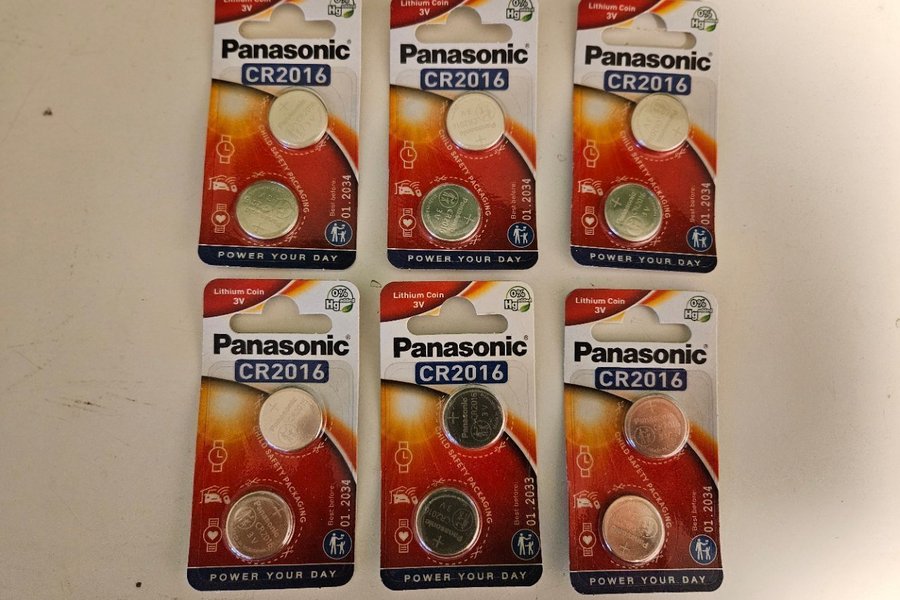 Lithium Coin
3V
Panasonic
CR2016
CHILD SAFETY PACKAGING
Best before:
01.2034
POWER YOUR DAY
Lithium Coin
3V
0%
Hg
Panasonic
CR2016
CHILD SAFETY PACKAGING
Best before:
01.2033
POWER YOUR DAY
Lithium Coin
3V
0%
Hg
Panasonic
CR2016
CHILD SAFETY PACKAGING
Best before:
01.2034
POWER YOUR DAY
Lithium Coin
3V
0%
Hg
Panasonic
CR2016
CHILD SAFETY PACKAGING
Best before:
01.2034
POWER YOUR DAY
Lithium Coin
3V
0%
Hg
Panasonic
CR2016
Panasonic
CR2016
3V
CHILD SAFETY PACKAGING
Best before:
01.2033
POWER YOUR DAY
Lithium Coin
3V
0%
Hg
Panasonic
CR2016
CHILD SAFETY PACKAGING
Best before:
01.2034
POWER YOUR DAY